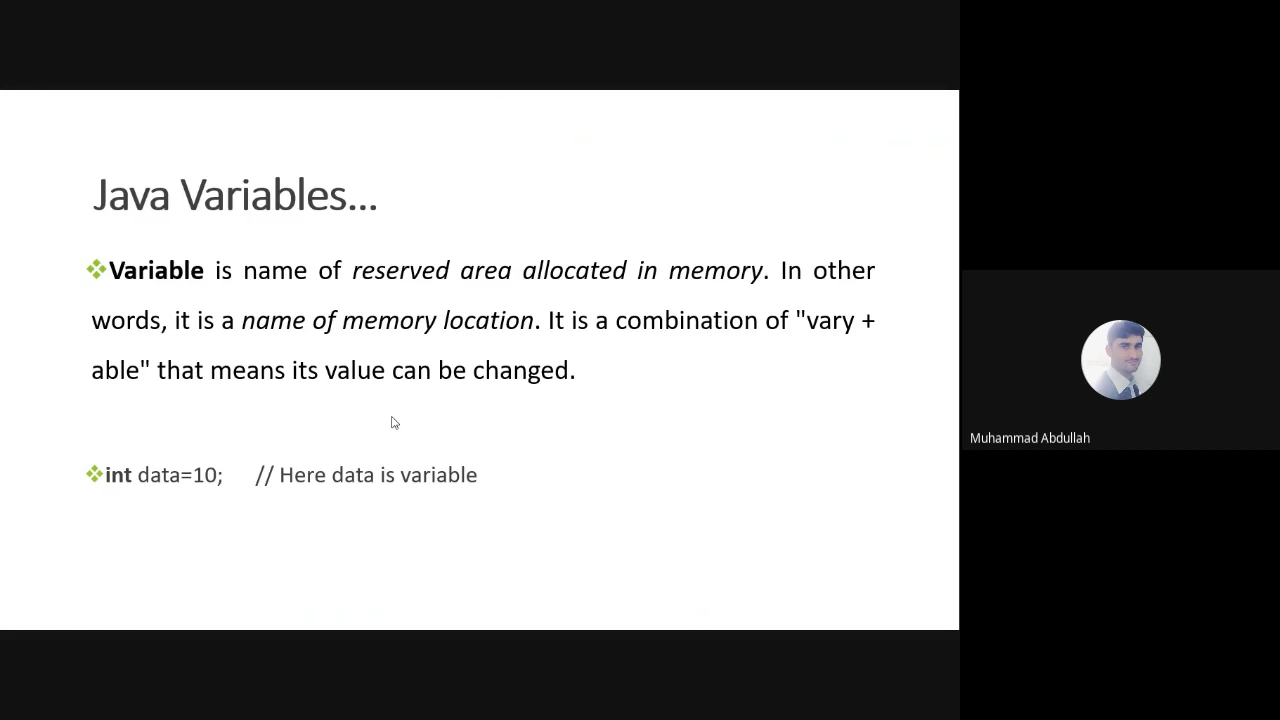 Java Variables...
Variable is name of reserved area allocated in memory. In other
words, it is a name of memory location. It is a combination of "vary +
able" that means its value can be changed.
int data=10; // Here data is variable
Muhammad Abdullah